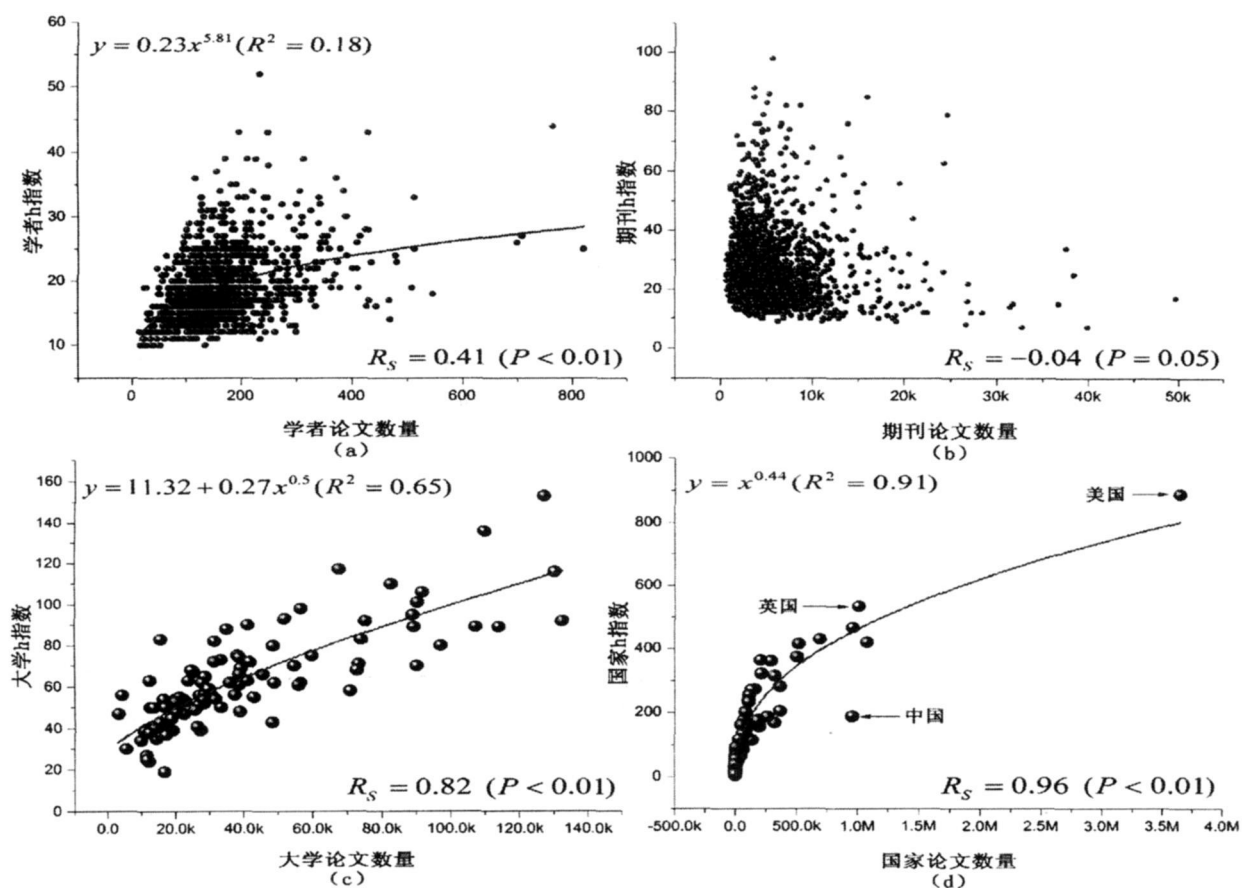 60
50
40
30
20
10
学者h指数
y = 0.23x^{5.81}(R^2 = 0.18)
R_S = 0.41 (P < 0.01)
0 200 400 600 800
学者论文数量
(a)
100
80
60
40
20
0
期刊h指数
R_S = -0.04 (P = 0.05)
0 10k 20k 30k 40k 50k
期刊论文数量
(b)
160
140
120
100
80
60
40
20
0
大学h指数
y = 11.32 + 0.27x^{0.5}(R^2 = 0.65)
R_S = 0.82 (P < 0.01)
0.0 20.0k 40.0k 60.0k 80.0k 100.0k 120.0k 140.0k
大学论文数量
(c)
1000
800
600
400
200
0
国家h指数
y = x^{0.44}(R^2 = 0.91)
美国
英国
中国
R_S = 0.96 (P < 0.01)
-500.0k 0.0 500.0k 1.0M 1.5M 2.0M 2.5M 3.0M 3.5M 4.0M
国家论文数量
(d)